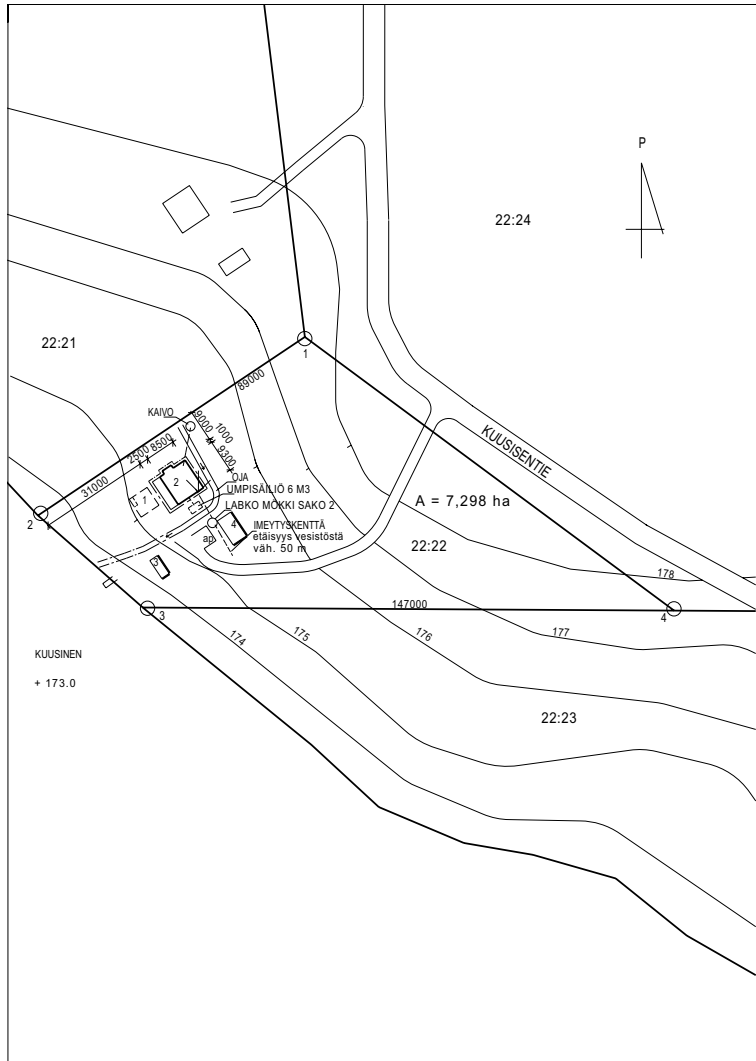 P
22:24
22:21
1
89000
KAIVO
9000
1000
9300
2500
8500
31000
KUUSISENTIE
OJA
UMPISÄILIÖ 6 M3
LABKO MÖKKI SAKO 2
IMEYTYSKENTTÄ
etäisyys vesistöstä
väh. 50 m
1
2
4
ap
3
2
A = 7,298 ha
22:22
178
147000
3
4
174
175
176
177
KUUSINEN
+ 173.0
22:23